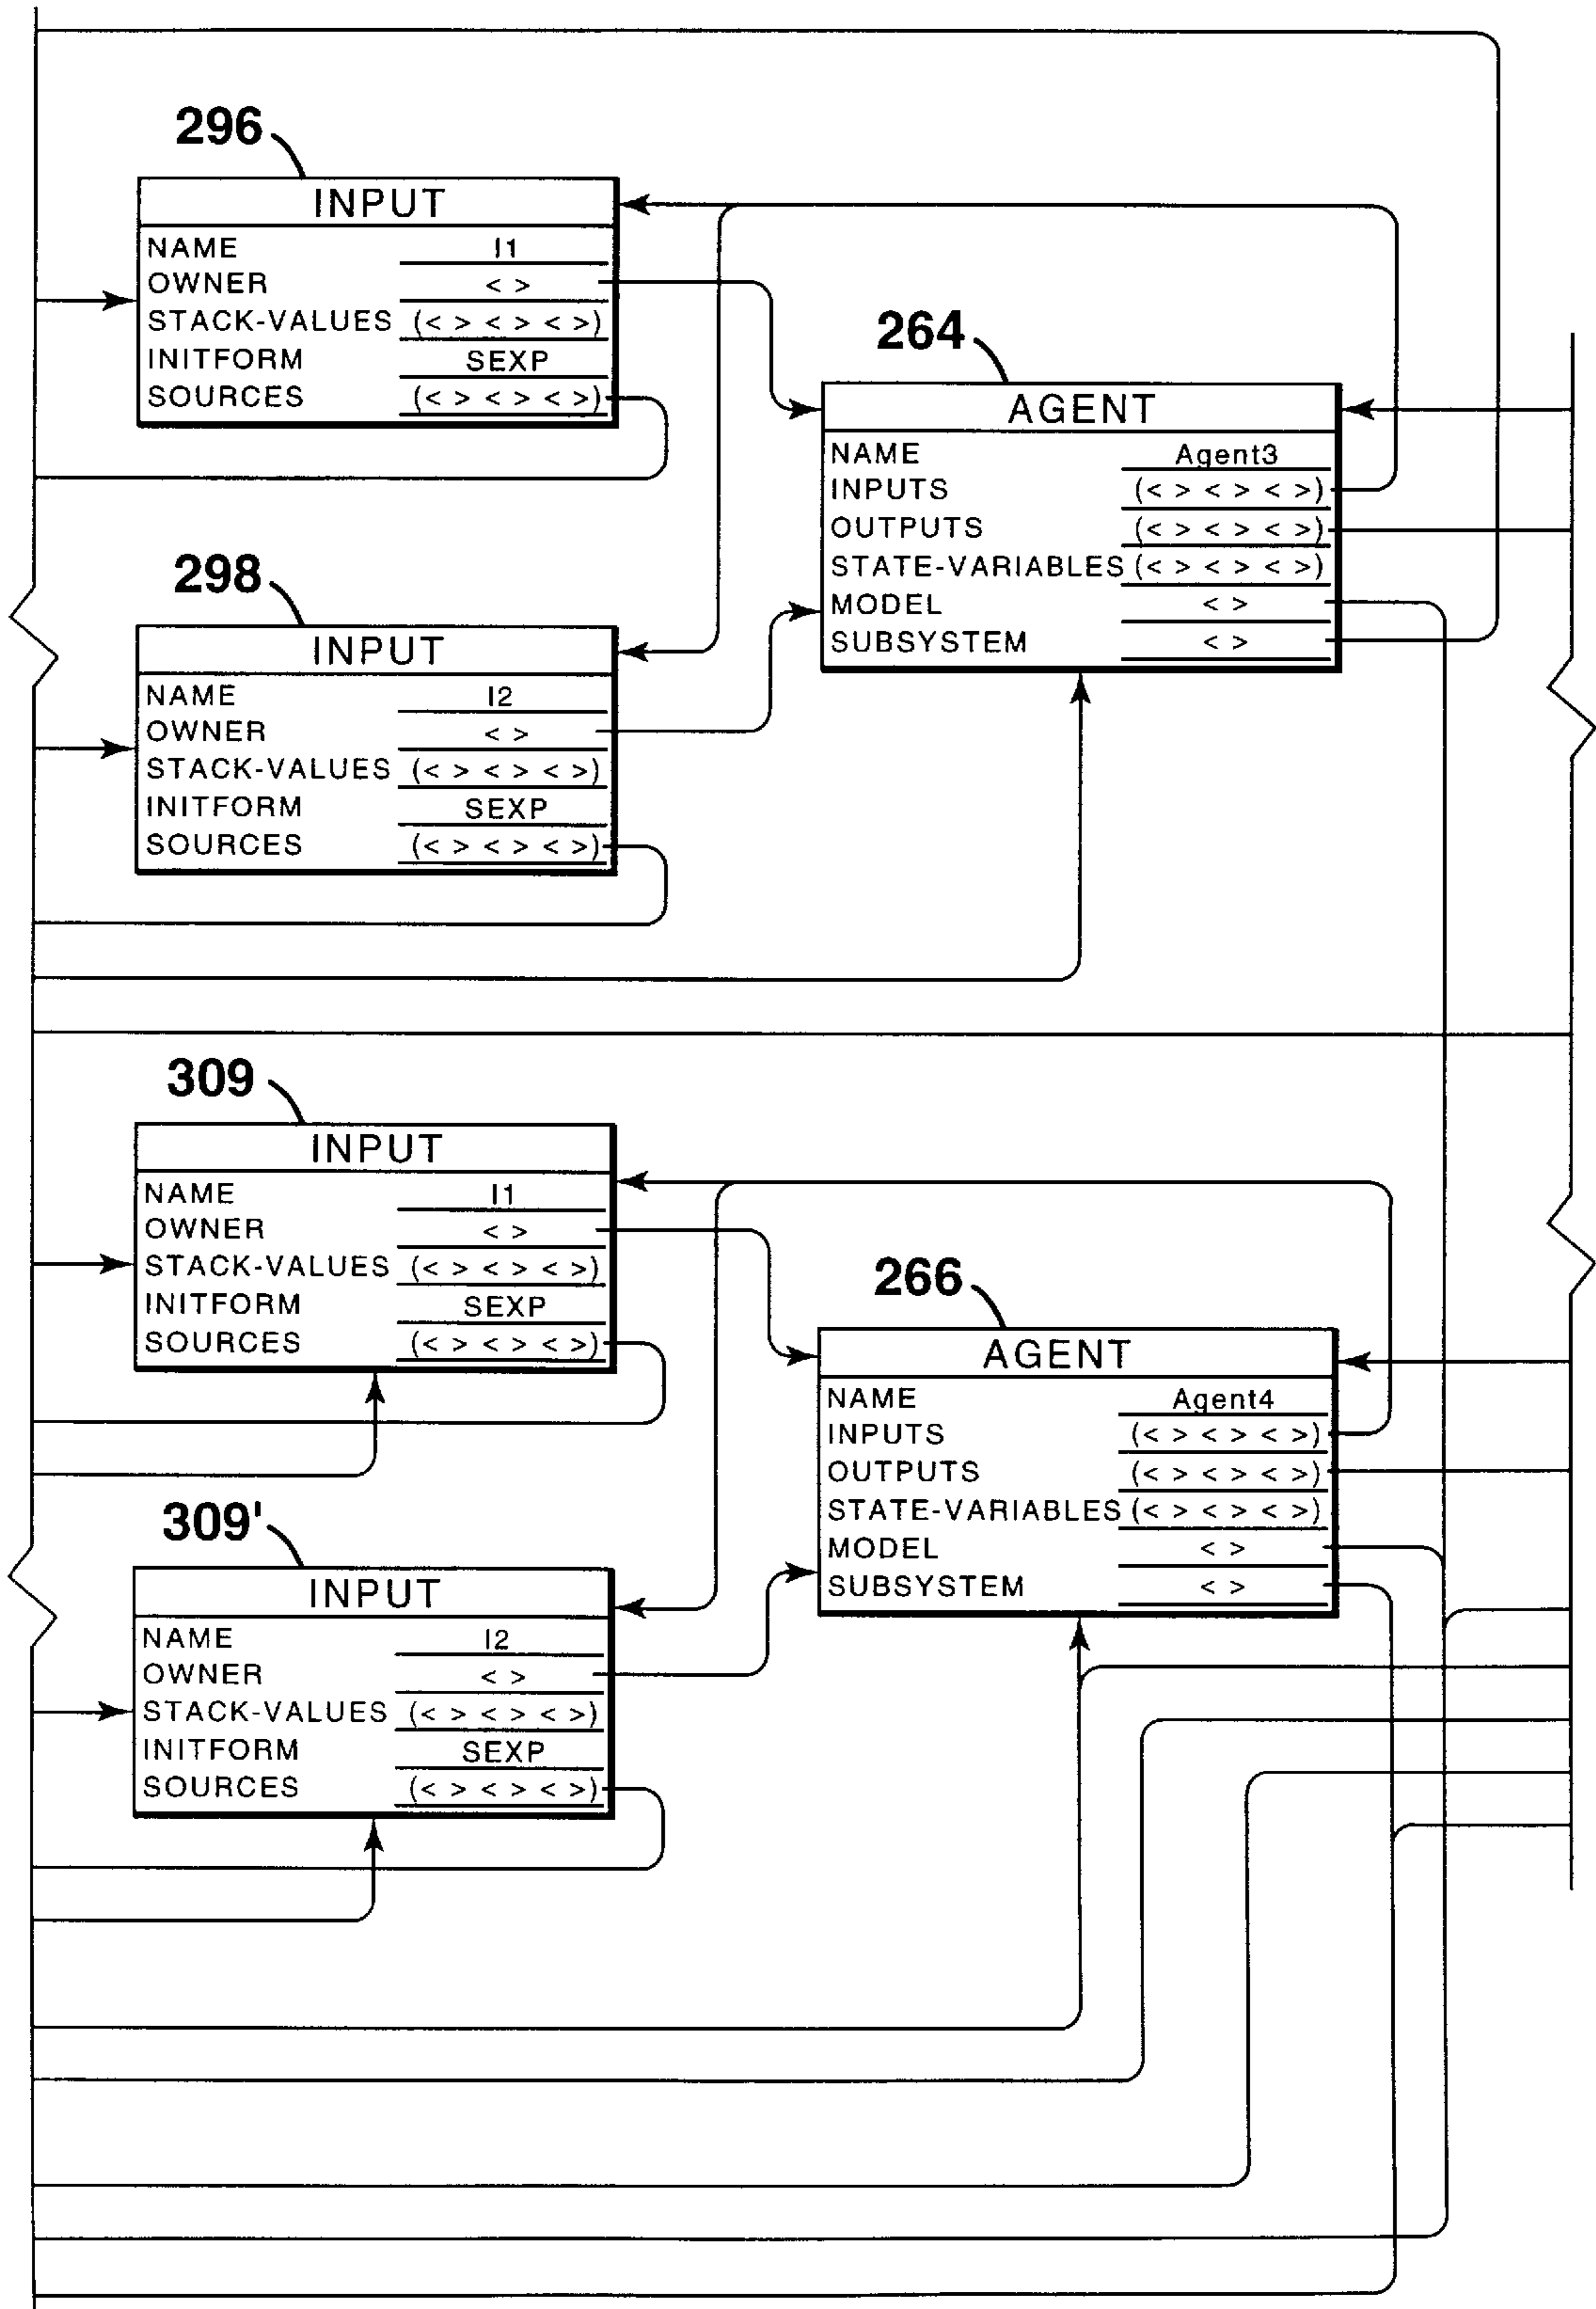 296
INPUT
NAME I1
OWNER < >
STACK-VALUES (< > < > < >)
INITFORM SEXP
SOURCES (< > < > < >)
264
AGENT
NAME Agent3
INPUTS (< > < > < >)
OUTPUTS (< > < > < >)
STATE-VARIABLES (< > < > < >)
MODEL < >
SUBSYSTEM < >
298
INPUT
NAME I2
OWNER < >
STACK-VALUES (< > < > < >)
INITFORM SEXP
SOURCES (< > < > < >)
309
INPUT
NAME I1
OWNER < >
STACK-VALUES (< > < > < >)
INITFORM SEXP
SOURCES (< > < > < >)
266
AGENT
NAME Agent4
INPUTS (< > < > < >)
OUTPUTS (< > < > < >)
STATE-VARIABLES (< > < > < >)
MODEL < >
SUBSYSTEM < >
309'
INPUT
NAME I2
OWNER < >
STACK-VALUES (< > < > < >)
INITFORM SEXP
SOURCES (< > < > < >)